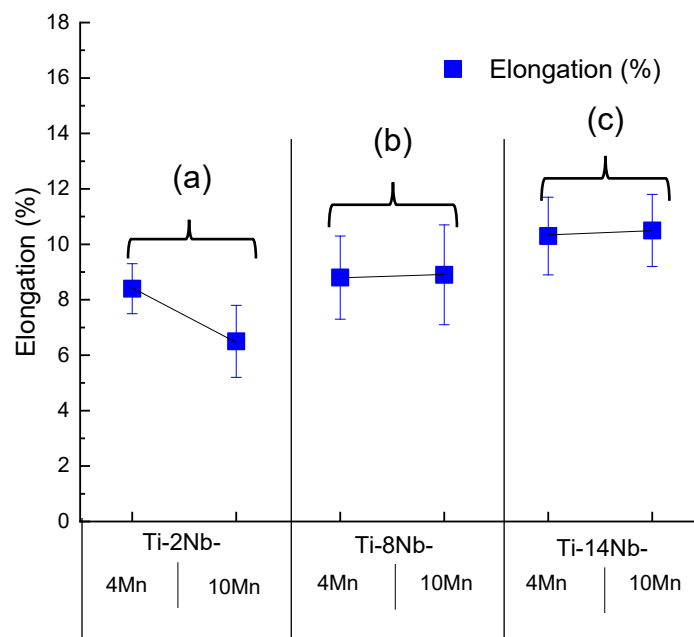 18
16
14
12
10
8
6
4
2
0
Elongation (%)
Elongation (%)
(a)
(b)
(c)
Ti-2Nb-
Ti-8Nb-
Ti-14Nb-
4Mn
10Mn
4Mn
10Mn
4Mn
10Mn